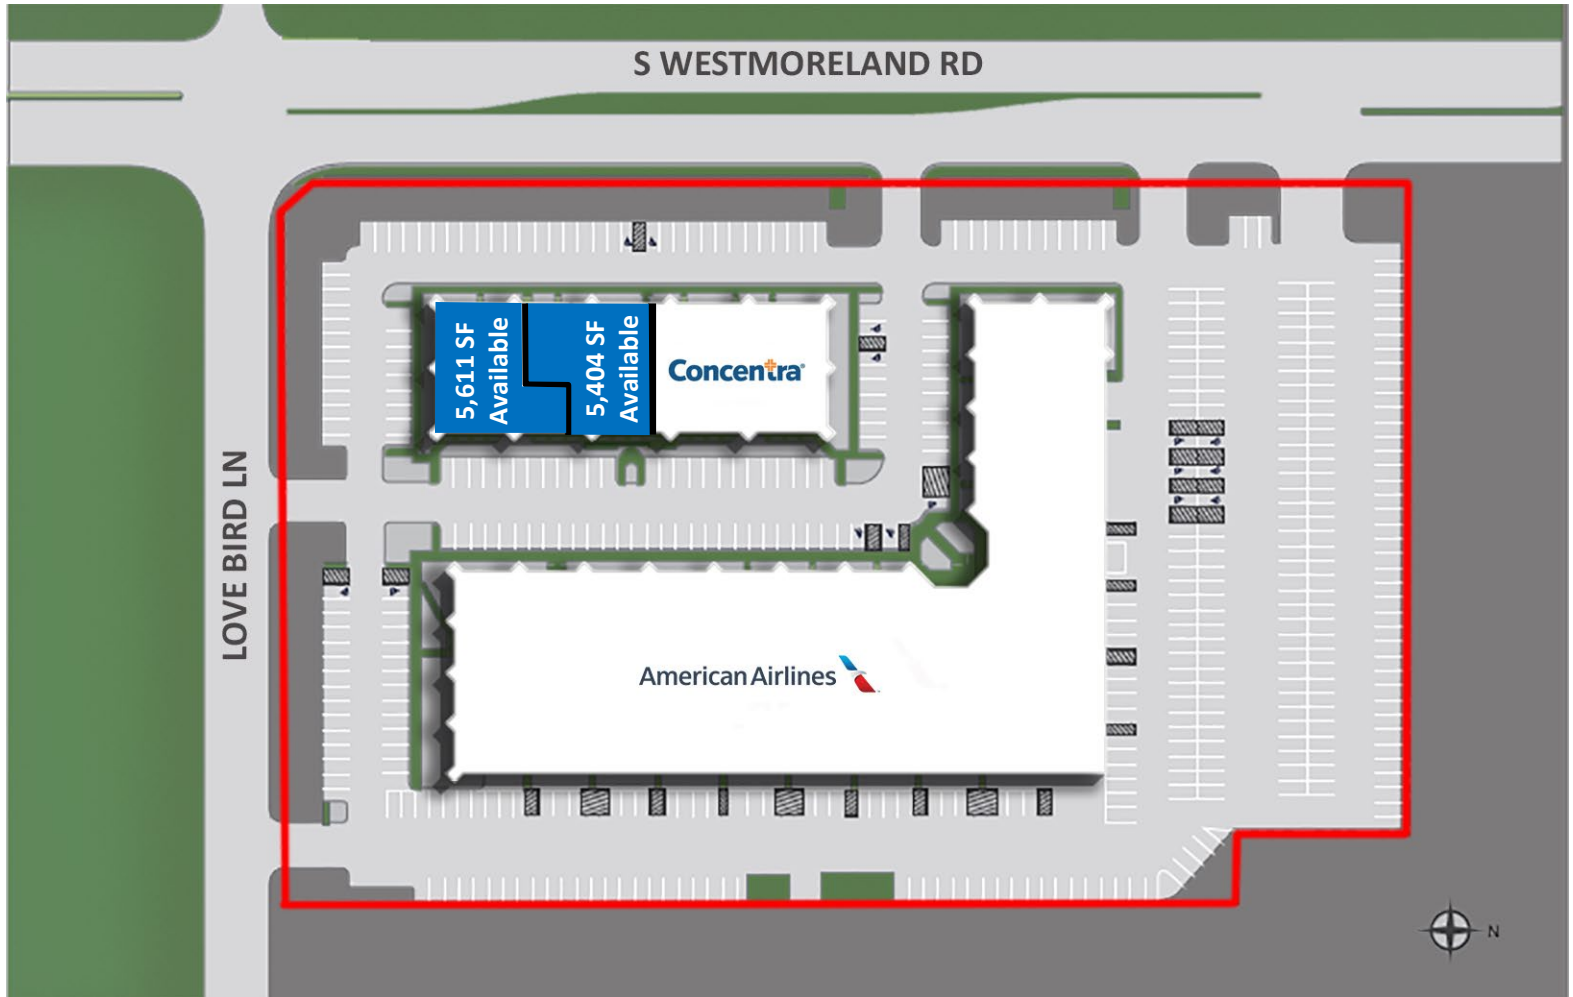 S WESTMORELAND RD
5,611 SF
Available
5,404 SF
Available
Concentra®
LOVE BIRD LN
American Airlines
N